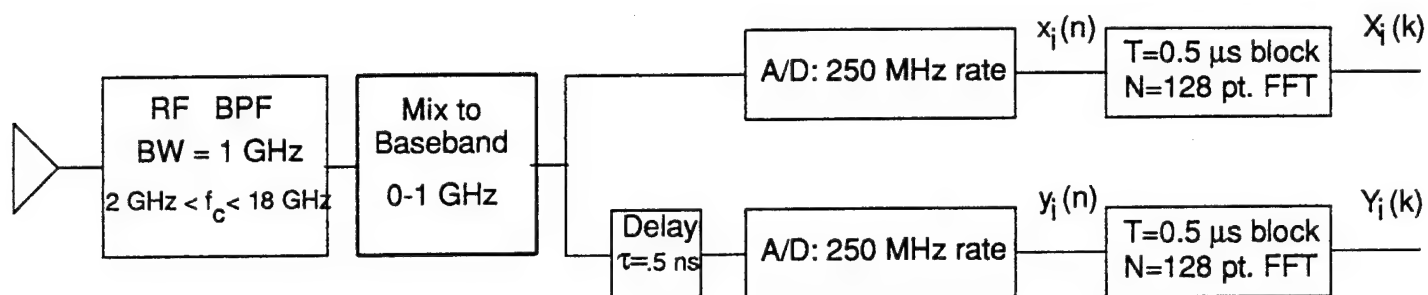 RF BPF
BW = 1 GHz
2 GHz < fc < 18 GHz
Mix to
Baseband
0-1 GHz
A/D: 250 MHz rate
xi(n)
T=0.5 µs block
N=128 pt. FFT
Xi(k)
Delay
τ=.5 ns
A/D: 250 MHz rate
yi(n)
T=0.5 µs block
N=128 pt. FFT
Yi(k)